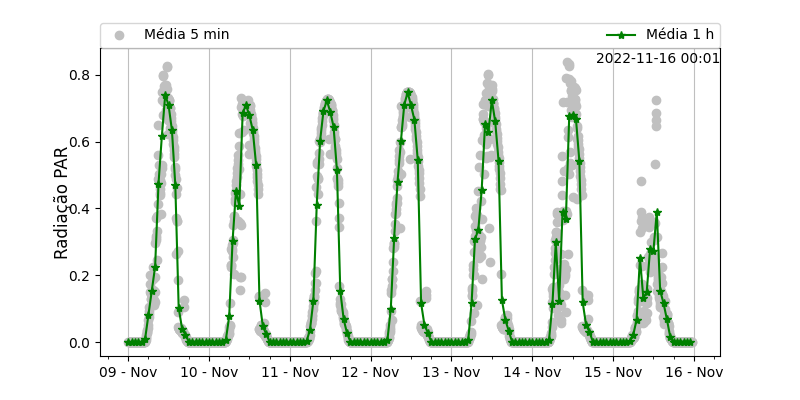 Média 5 min
Média 1 h
2022-11-16 00:01
Radiação PAR
0.8
0.6
0.4
0.2
0.0
09 - Nov
10 - Nov
11 - Nov
12 - Nov
13 - Nov
14 - Nov
15 - Nov
16 - Nov